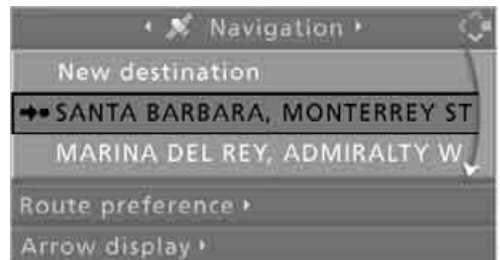 Navigation
New destination
SANTA BARBARA, MONTERREY ST
MARINA DEL REY, ADMIRALTY W
Route preference
Arrow display